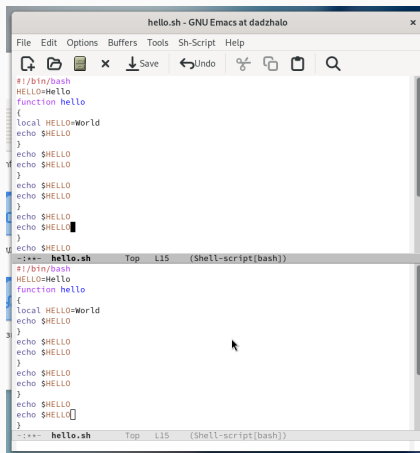 hello.sh - GNU Emacs at dadzhalo
File Edit Options Buffers Tools Sh-Script Help
Save Undo
#!/bin/bash
HELLO=Hello
function hello
{
local HELLO=World
echo $HELLO
}
echo $HELLO
echo $HELLO
}
echo $HELLO
echo $HELLO
}
echo $HELLO
echo $HELLO
}
echo $HELLO
-:**- hello.sh Top L15 (Shell-script[bash])
#!/bin/bash
HELLO=Hello
function hello
{
local HELLO=World
echo $HELLO
}
echo $HELLO
echo $HELLO
}
echo $HELLO
echo $HELLO
}
echo $HELLO
echo $HELLO
}
-:**- hello.sh Top L15 (Shell-script[bash])